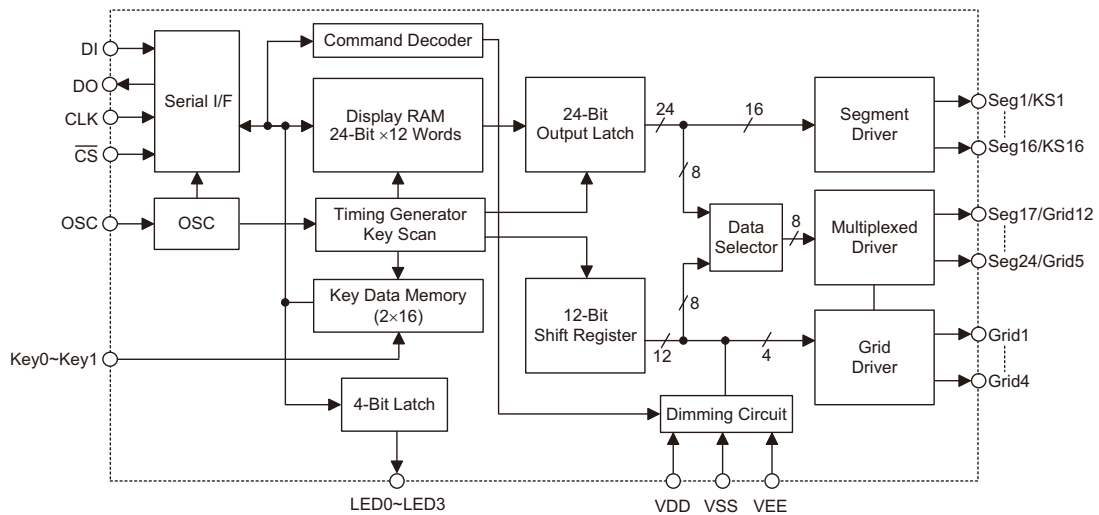 DI
DO
CLK
C̅S̅
OSC
Key0~Key1
Serial I/F
OSC
Command Decoder
Display RAM
24-Bit ×12 Words
Timing Generator
Key Scan
Key Data Memory
(2×16)
4-Bit Latch
LED0~LED3
24-Bit
Output Latch
24
16
8
12-Bit
Shift Register
12
8
4
Data
Selector
8
Dimming Circuit
VDD
VSS
VEE
Segment
Driver
Multiplexed
Driver
Grid
Driver
Seg1/KS1
Seg16/KS16
Seg17/Grid12
Seg24/Grid5
Grid1
Grid4